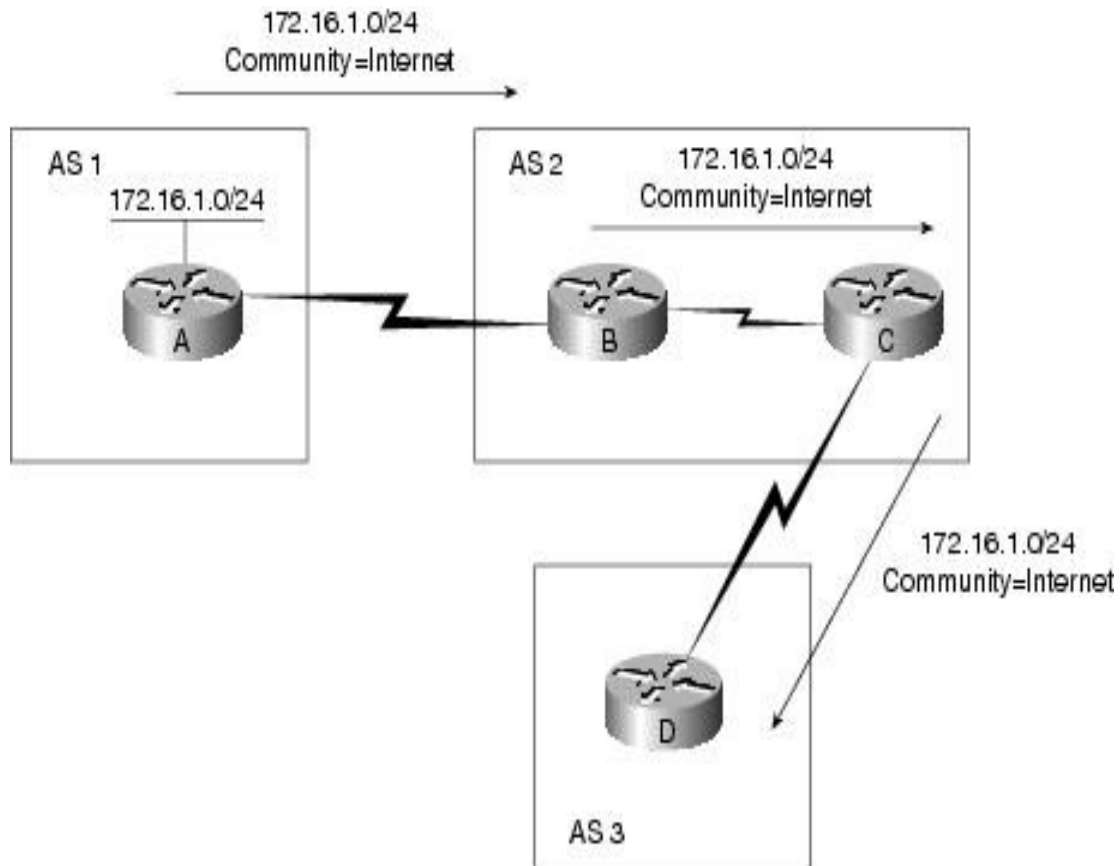 172.16.1.0/24
Community=Internet
AS 1
172.16.1.0/24
A
AS 2
172.16.1.0/24
Community=Internet
B
C
172.16.1.0/24
Community=Internet
D
AS 3